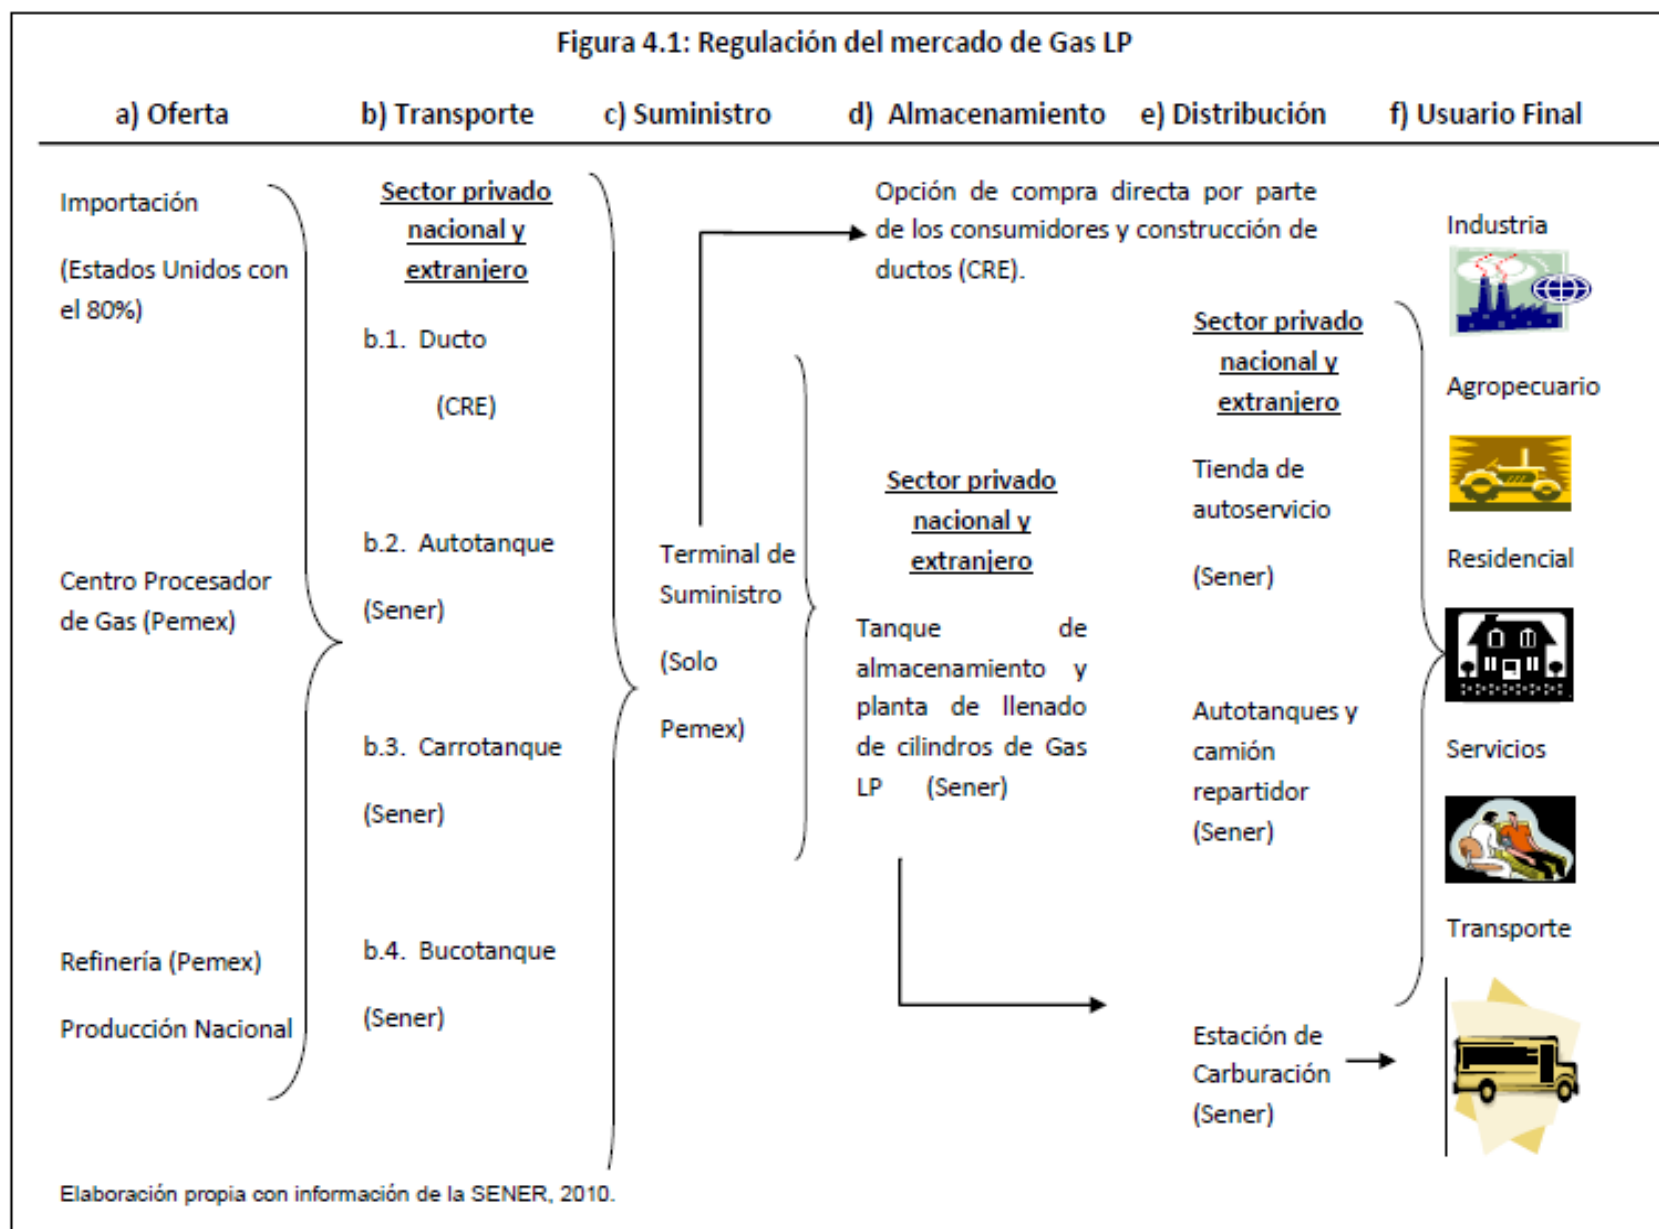 Figura 4.1: Regulación del mercado de Gas LP
a) Oferta
b) Transporte
c) Suministro
d) Almacenamiento
e) Distribución
f) Usuario Final
Importación
(Estados Unidos con
el 80%)
Centro Procesador
de Gas (Pemex)
Refinería (Pemex)
Producción Nacional
Sector privado
nacional y
extranjero
b.1. Ducto
(CRE)
b.2. Autotanque
(Sener)
b.3. Carrotanque
(Sener)
b.4. Bucotanque
(Sener)
Terminal de
Suministro
(Solo
Pemex)
Opción de compra directa por parte
de los consumidores y construcción de
ductos (CRE).
Sector privado
nacional y
extranjero
Tanque de
almacenamiento y
planta de llenado
de cilindros de Gas
LP (Sener)
Sector privado
nacional y
extranjero
Tienda de
autoservicio
(Sener)
Autotanques y
camión
repartidor
(Sener)
Estación de
Carburación
(Sener)
Industria
Agropecuario
Residencial
Servicios
Transporte
Elaboración propia con información de la SENER, 2010.